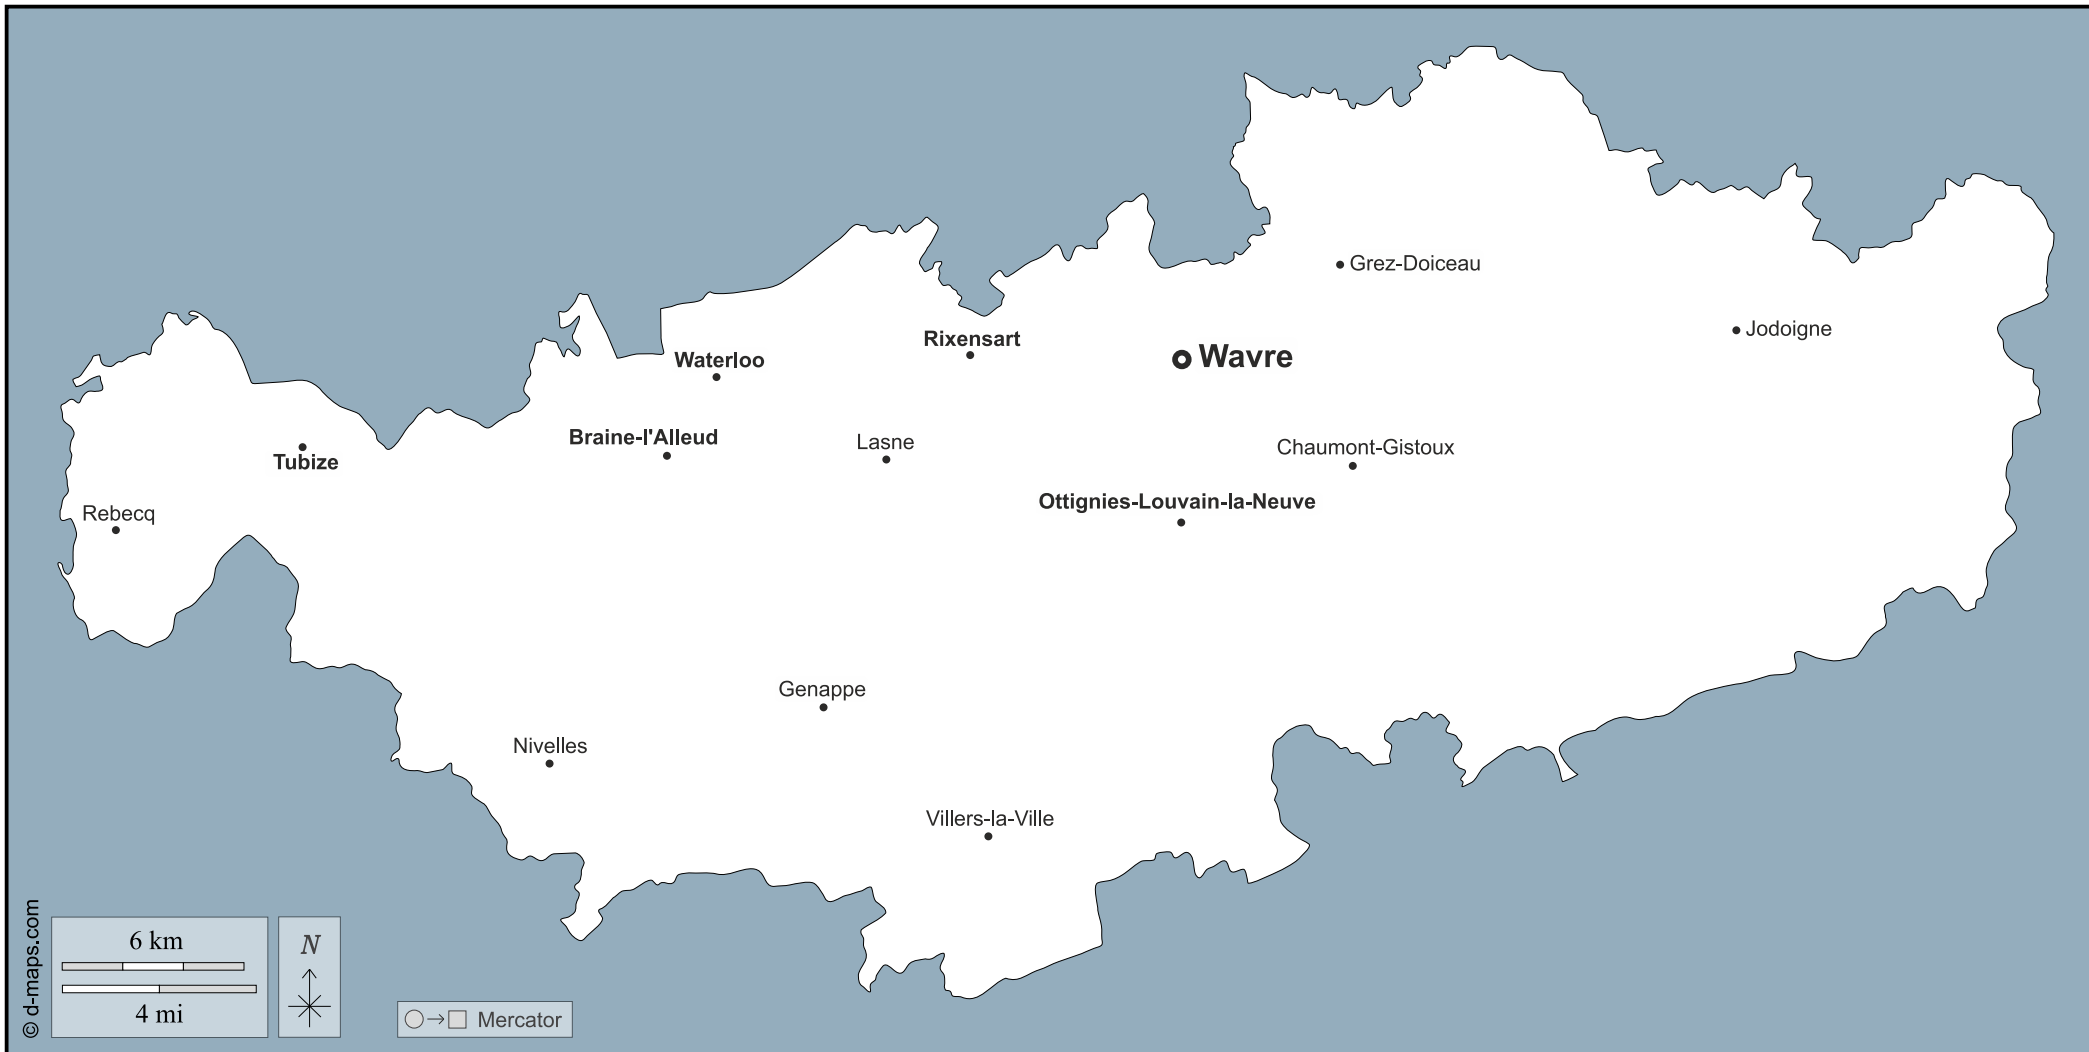 Grez-Doiceau
Jodoigne
Rixensart
Wavre
Waterloo
Braine-l'Alleud
Lasne
Chaumont-Gistoux
Tubize
Ottignies-Louvain-la-Neuve
Rebecq
Genappe
Nivelles
Villers-la-Ville
© d-maps.com
6 km
4 mi
N
Mercator